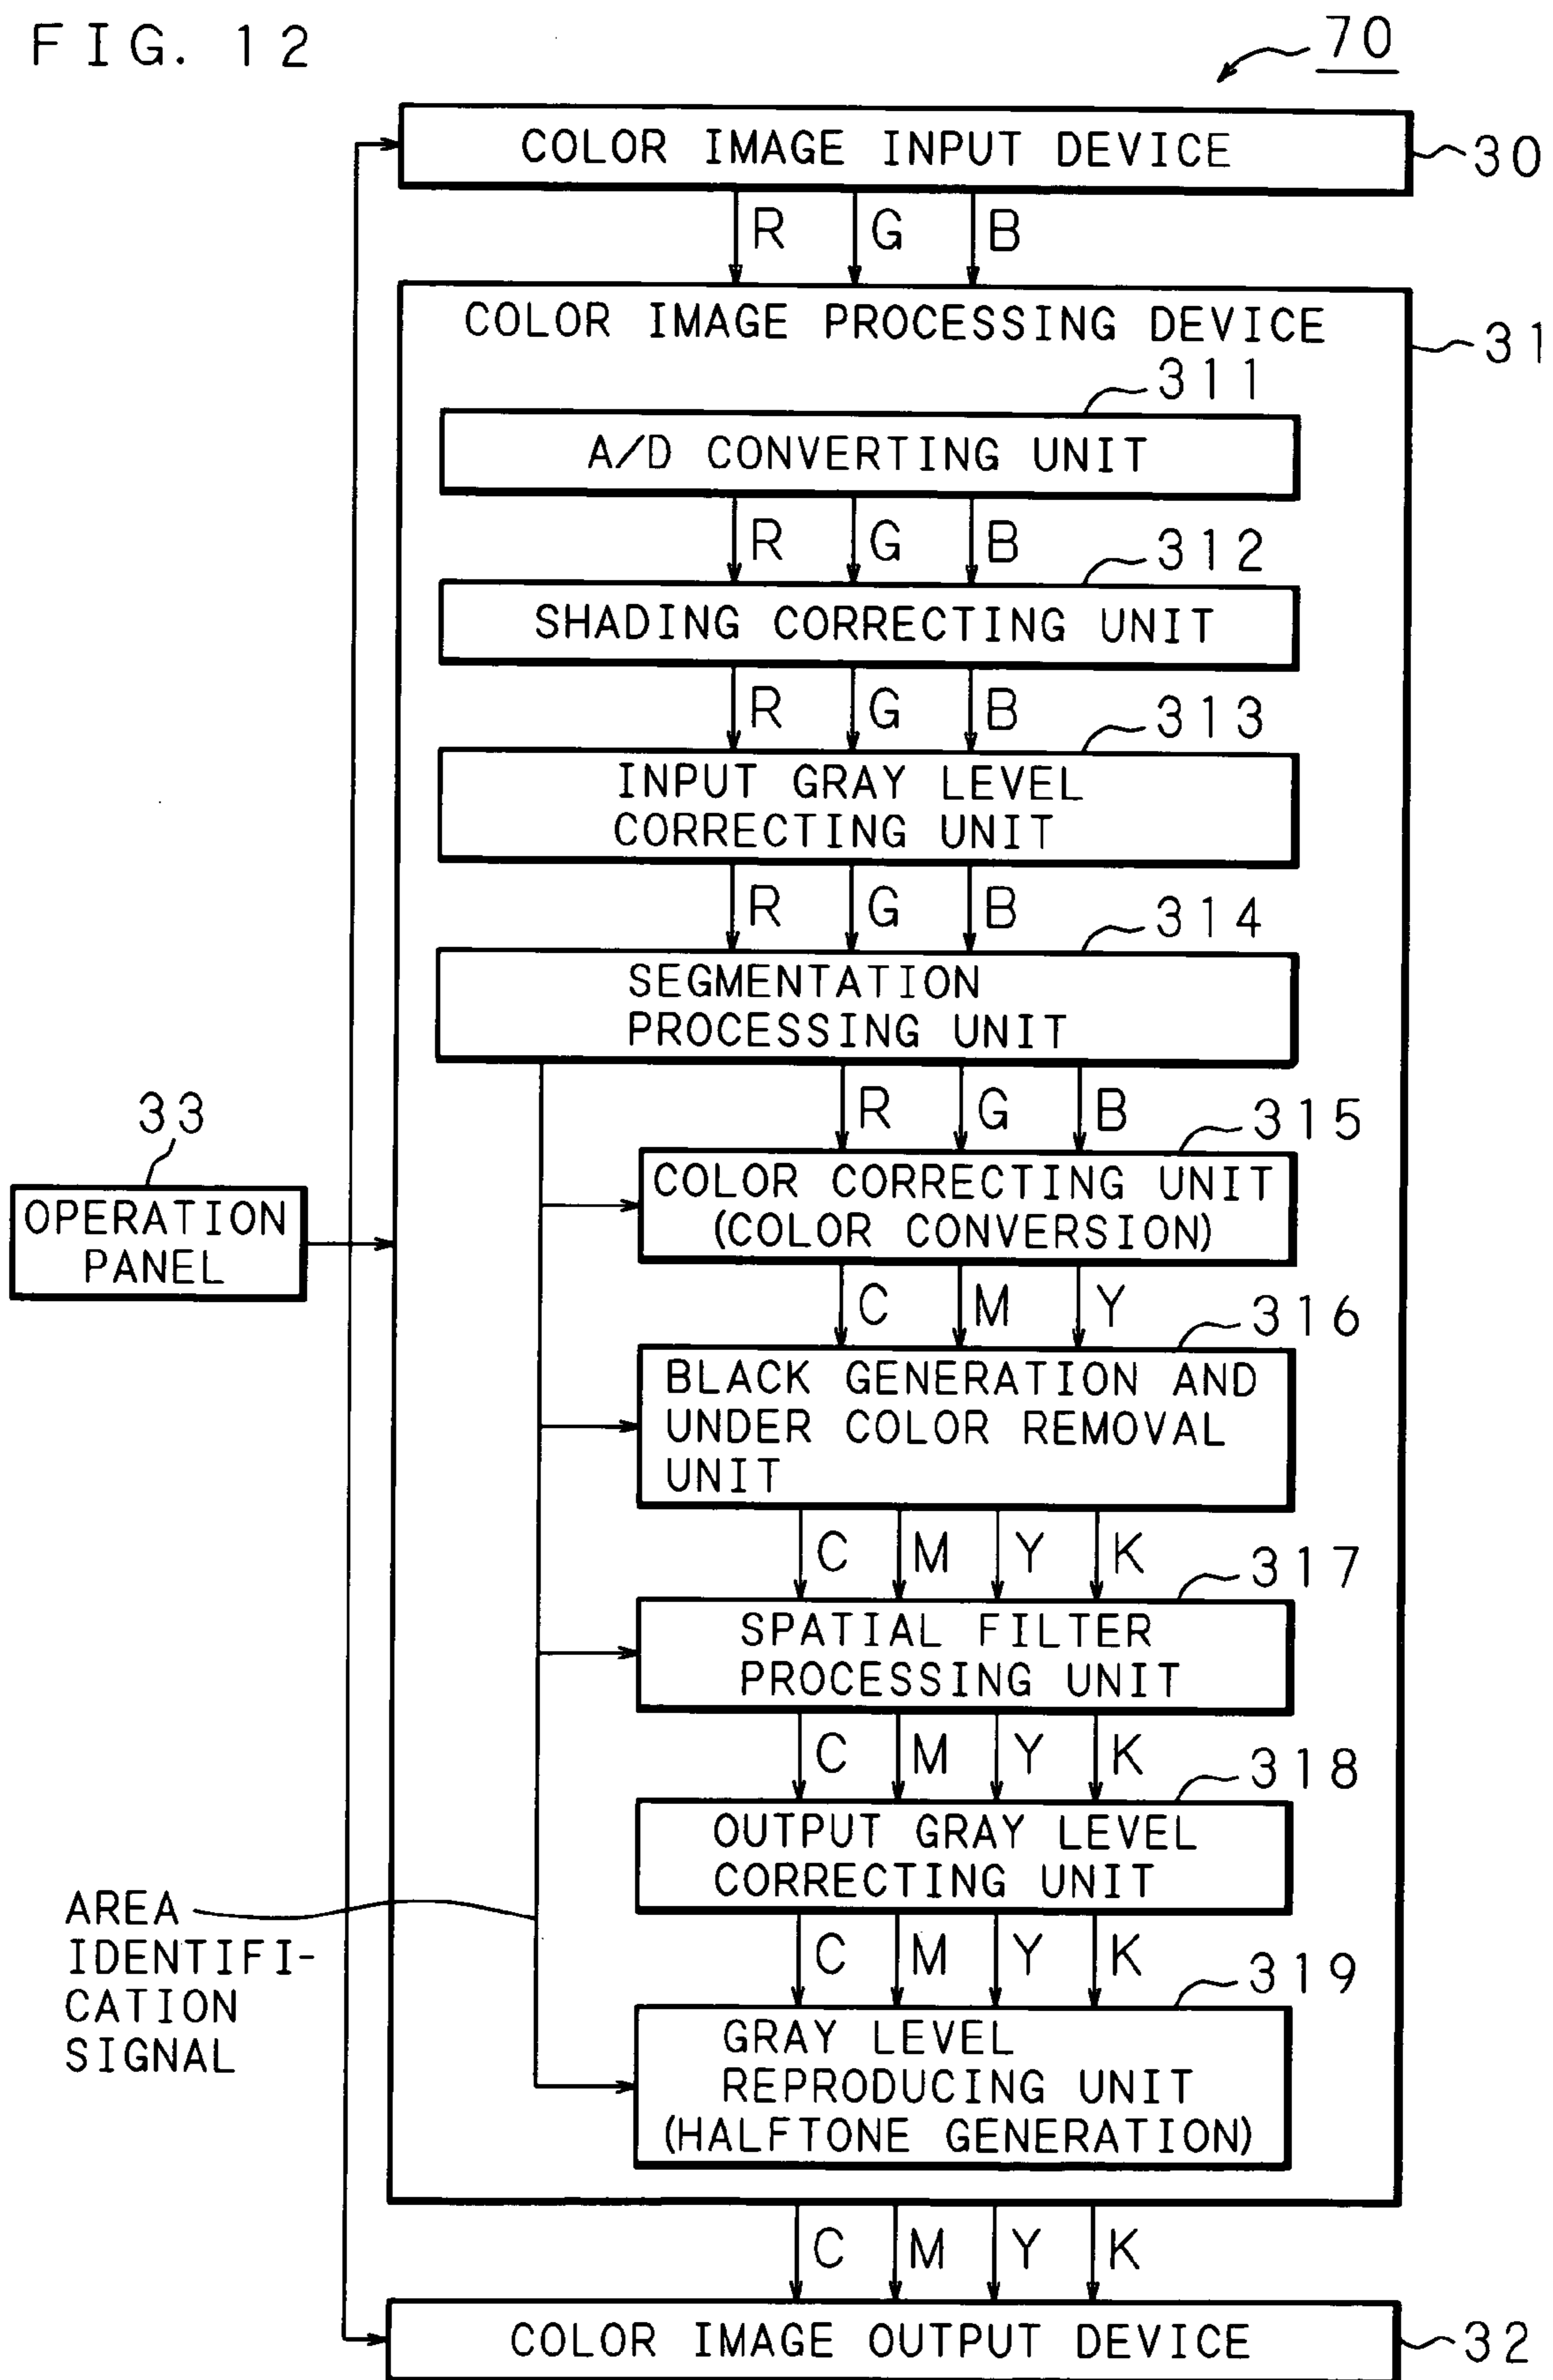 FIG. 12
70
COLOR IMAGE INPUT DEVICE
30
R G B
COLOR IMAGE PROCESSING DEVICE
31
311
A/D CONVERTING UNIT
R G B
312
SHADING CORRECTING UNIT
R G B
313
INPUT GRAY LEVEL
CORRECTING UNIT
R G B
314
SEGMENTATION
PROCESSING UNIT
R G B
33
OPERATION
PANEL
315
COLOR CORRECTING UNIT
(COLOR CONVERSION)
C M Y
316
BLACK GENERATION AND
UNDER COLOR REMOVAL
UNIT
C M Y K
317
SPATIAL FILTER
PROCESSING UNIT
C M Y K
318
OUTPUT GRAY LEVEL
CORRECTING UNIT
AREA
IDENTIFI-
CATION
SIGNAL
C M Y K
319
GRAY LEVEL
REPRODUCING UNIT
(HALFTONE GENERATION)
C M Y K
COLOR IMAGE OUTPUT DEVICE
32